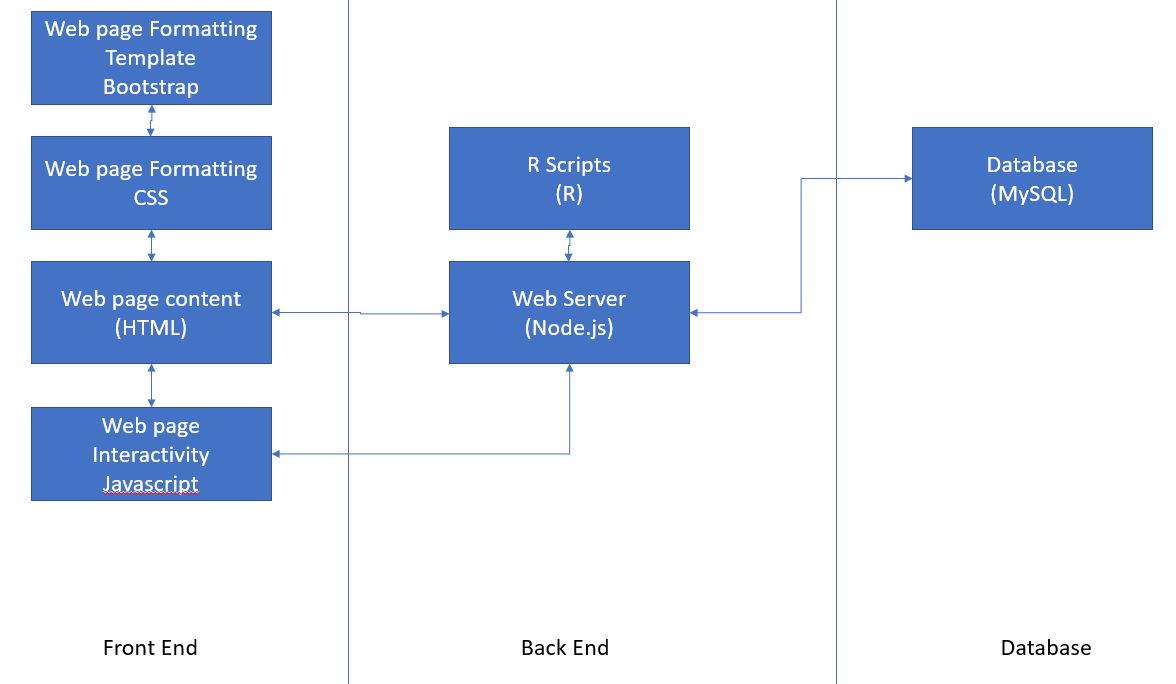 Web page Formatting
Template
Bootstrap
Web page Formatting
CSS
Web page content
(HTML)
Web page
Interactivity
Javascript
R Scripts
(R)
Web Server
(Node.js)
Database
(MySQL)
Front End
Back End
Database